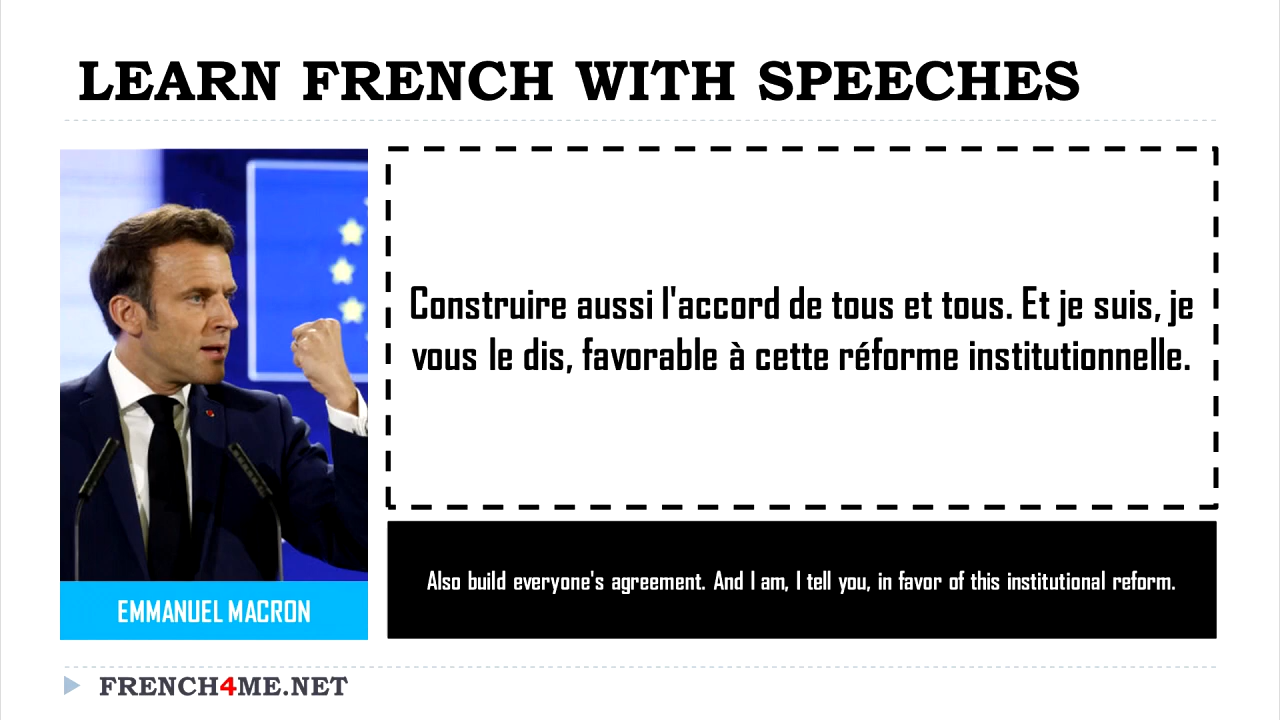 LEARN FRENCH WITH SPEECHES
Construire aussi l'accord de tous et tous. Et je suis, je
vous le dis, favorable à cette réforme institutionnelle.
Also build everyone's agreement. And I am, I tell you, in favor of this institutional reform.
EMMANUEL MACRON
FRENCH4ME.NET